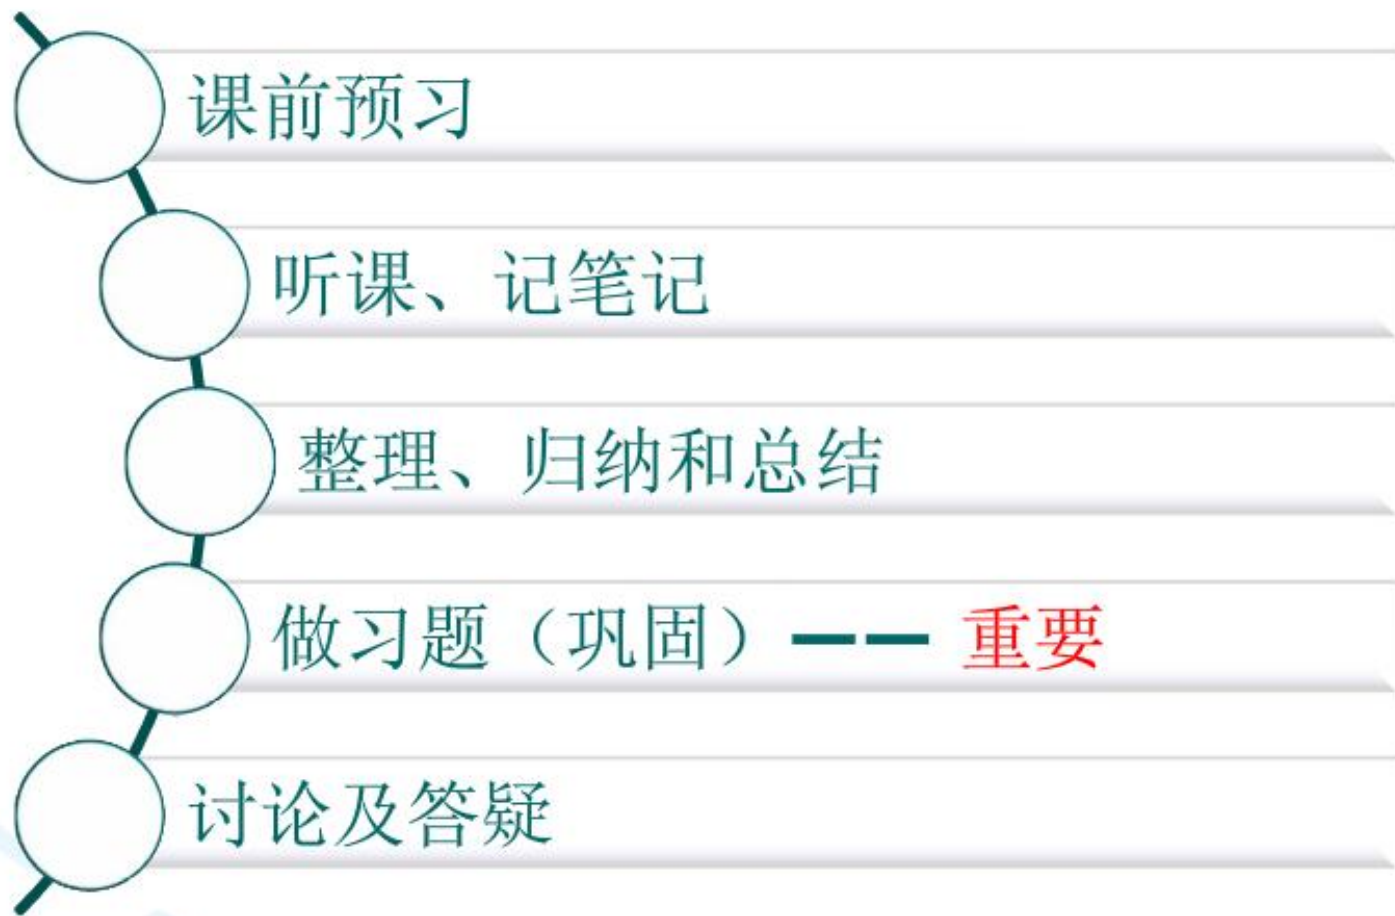 课前预习
听课、记笔记
整理、归纳和总结
做习题（巩固）—— 重要
讨论及答疑